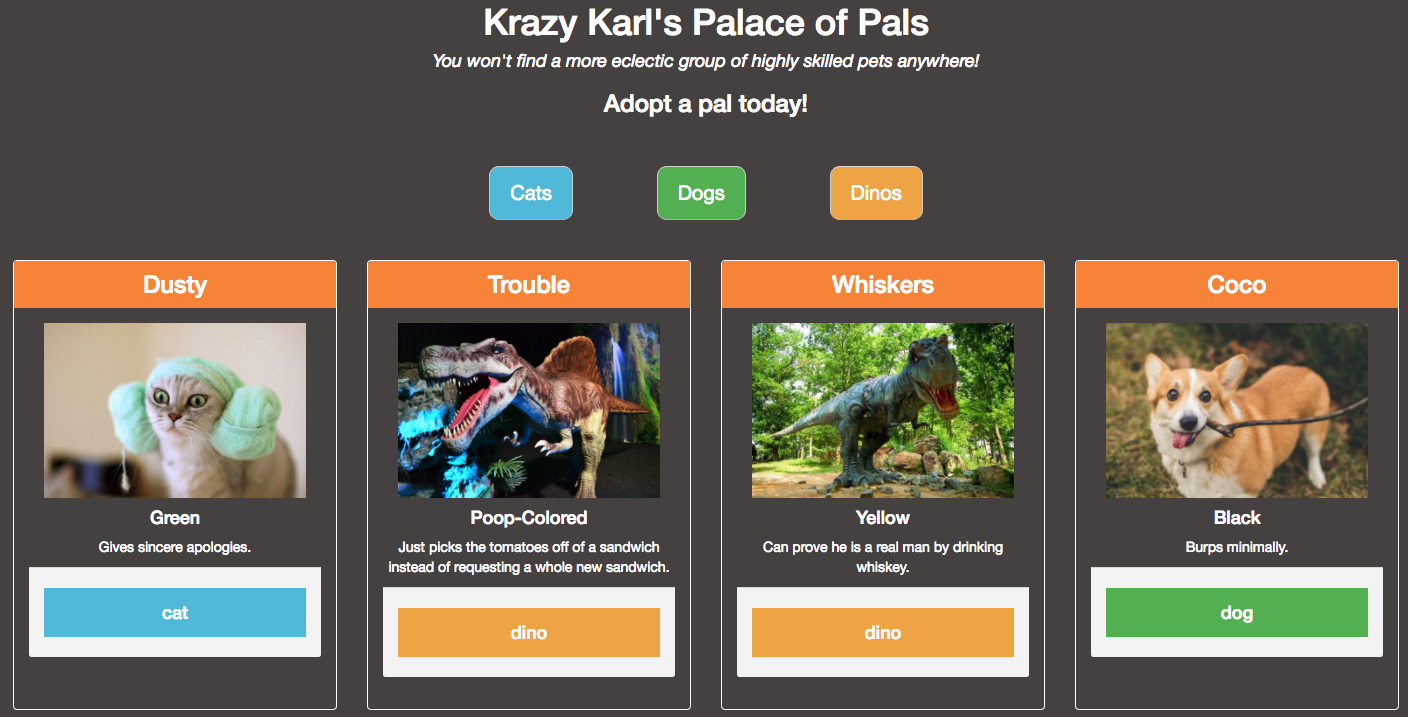 Krazy Karl's Palace of Pals
You won't find a more eclectic group of highly skilled pets anywhere!
Adopt a pal today!
Cats
Dogs
Dinos
Dusty
Green
Gives sincere apologies.
cat
Trouble
Poop-Colored
Just picks the tomatoes off of a sandwich
instead of requesting a whole new sandwich.
dino
Whiskers
Yellow
Can prove he is a real man by drinking
whiskey.
dino
Coco
Black
Burps minimally.
dog